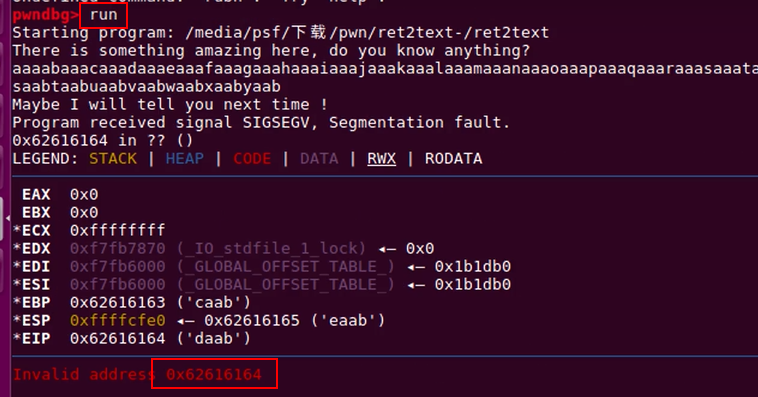 pwndbg> run
Starting program: /media/psf/下载/pwn/ret2text-/ret2text
There is something amazing here, do you know anything?
aaaabaaacaaadaaaeaaafaaagaaahaaaiaaajaaakaaalaaamaaanaaaoaaapaaaqaaaraaasaaata
saabtaabuaabvaabwaabxaabyaab
Maybe I will tell you next time !
Program received signal SIGSEGV, Segmentation fault.
0x62616164 in ?? ()
LEGEND: STACK | HEAP | CODE | DATA | RWX | RODATA
EAX 0x0
EBX 0x0
*ECX 0xffffffff
*EDX 0xf7fb7870 (_IO_stdfile_1_lock) ◂— 0x0
*EDI 0xf7fb6000 (_GLOBAL_OFFSET_TABLE_) ◂— 0x1b1db0
*ESI 0xf7fb6000 (_GLOBAL_OFFSET_TABLE_) ◂— 0x1b1db0
*EBP 0x62616163 ('caab')
*ESP 0xffffcfe0 ◂— 0x62616165 ('eaab')
*EIP 0x62616164 ('daab')
Invalid address 0x62616164